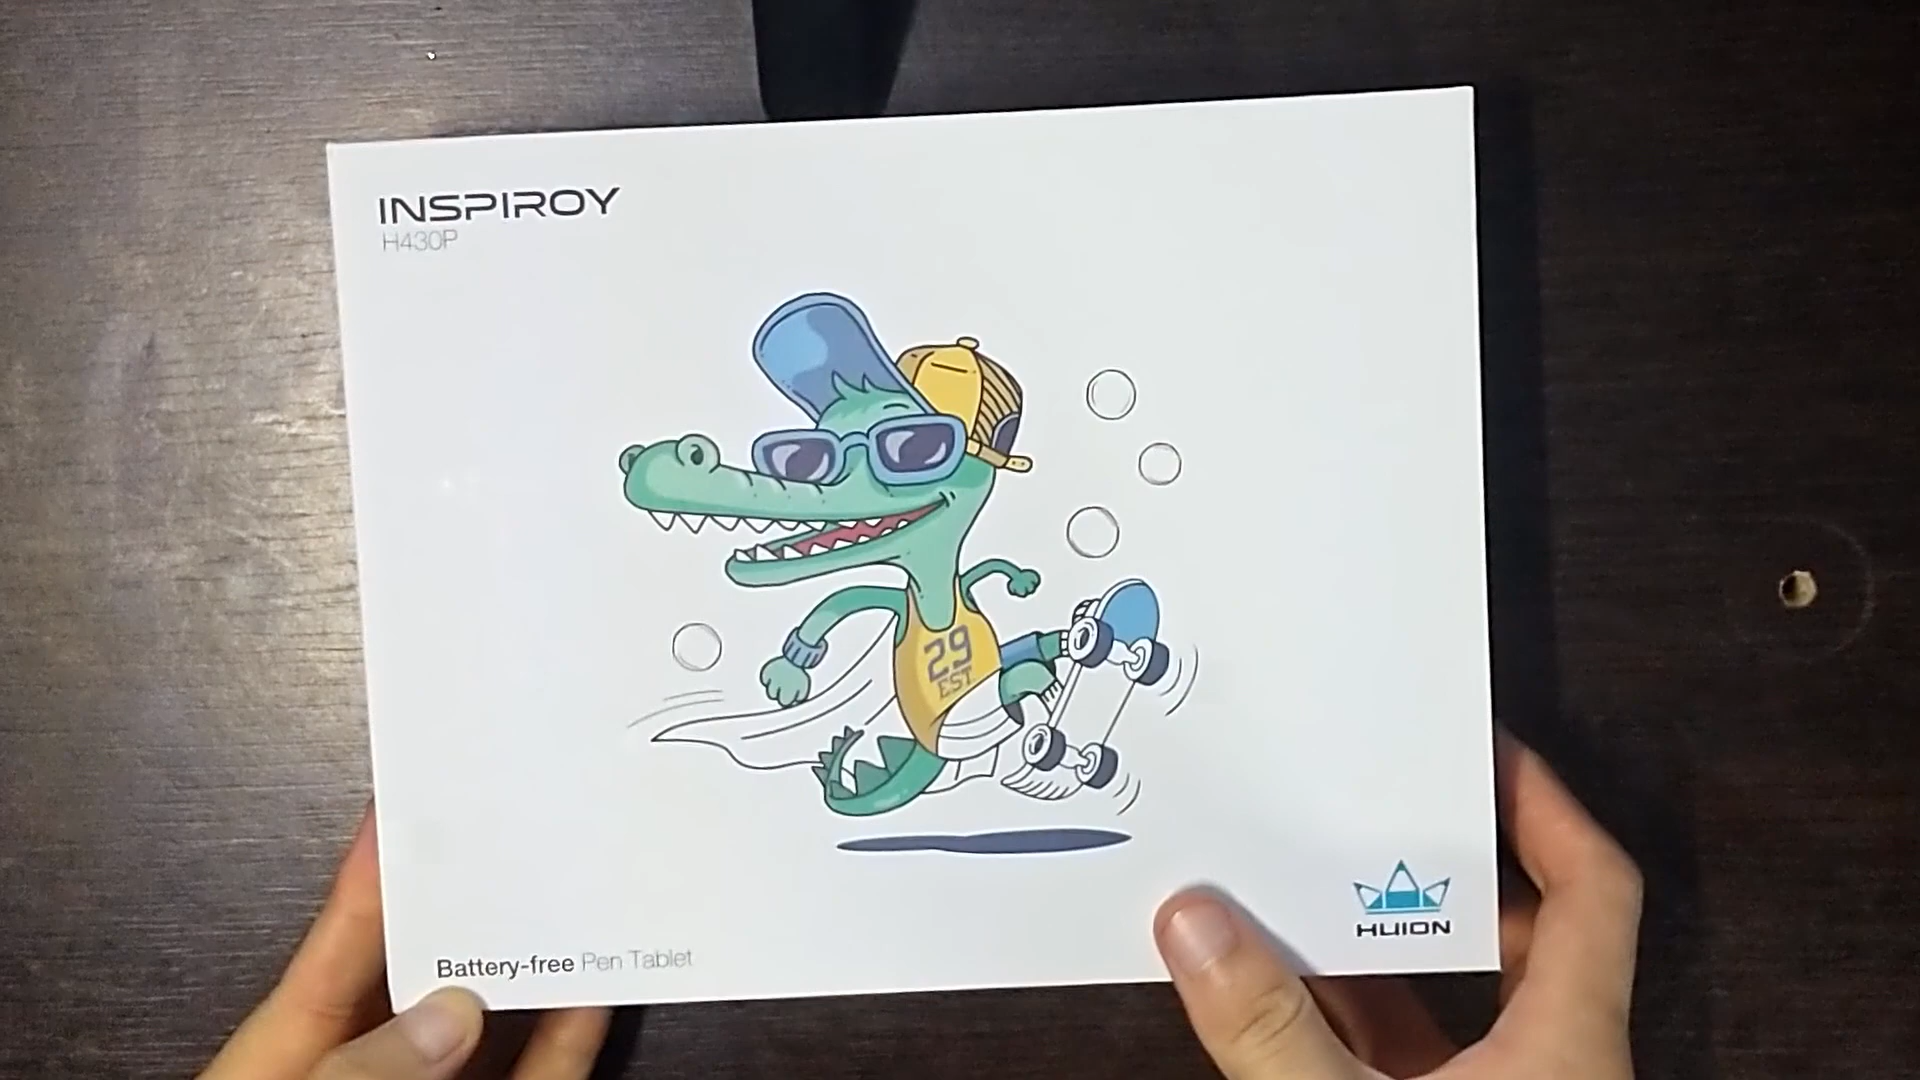 INSPIROY
H430P
29
EST
HUION
Battery-free Pen Tablet